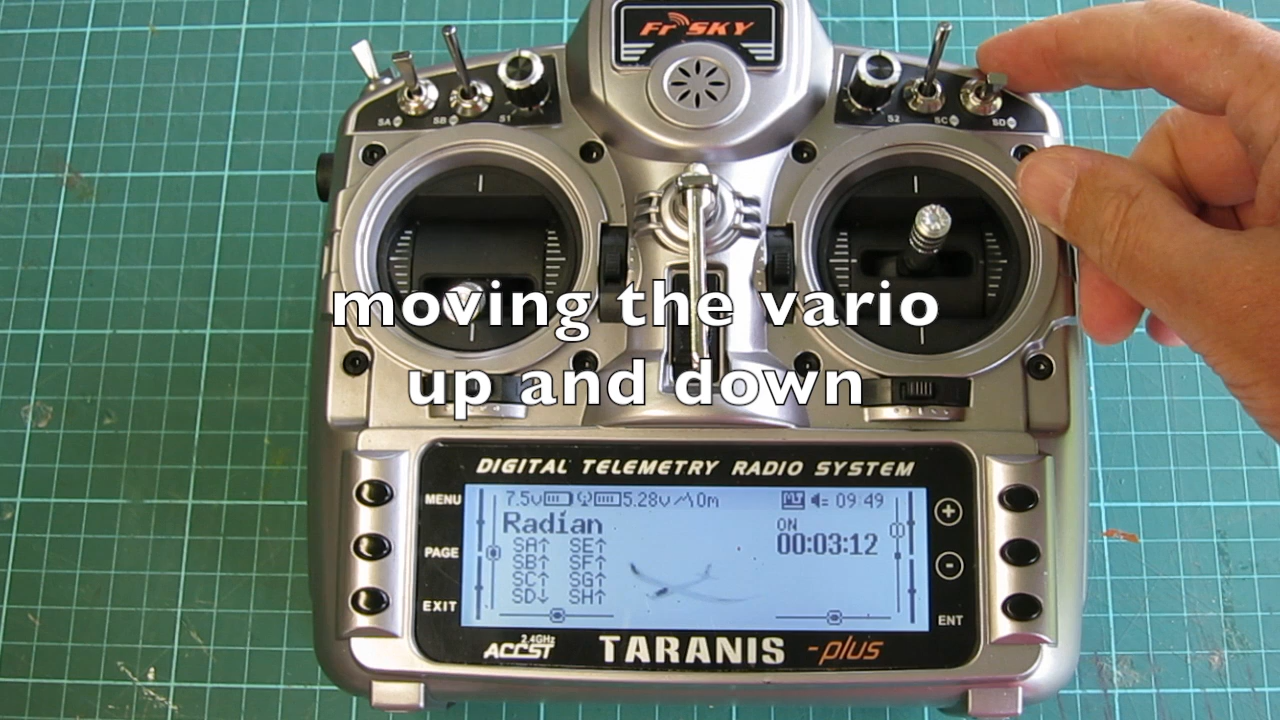 FrSKY
SA SB S1 S2 SC SD
moving the vario
up and down
DIGITAL TELEMETRY RADIO SYSTEM
MENU
PAGE
EXIT
7.5v 5.28v 0m 09:49
Radian
ON
00:03:12
SA↑ SE↑
SB↑ SF↑
SC↑ SG↑
SD↓ SH↑
+
-
ENT
2.4GHz
ACCST
TARANIS -plus